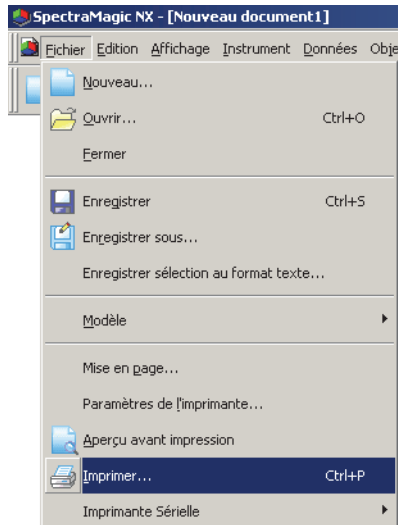 SpectraMagic NX - [Nouveau document1]
Fichier Edition Affichage Instrument Données Obje
Nouveau...
Ouvrir... Ctrl+O
Fermer
Enregistrer Ctrl+S
Enregistrer sous...
Enregistrer sélection au format texte...
Modèle
Mise en page...
Paramètres de l'imprimante...
Aperçu avant impression
Imprimer... Ctrl+P
Imprimante Sérielle